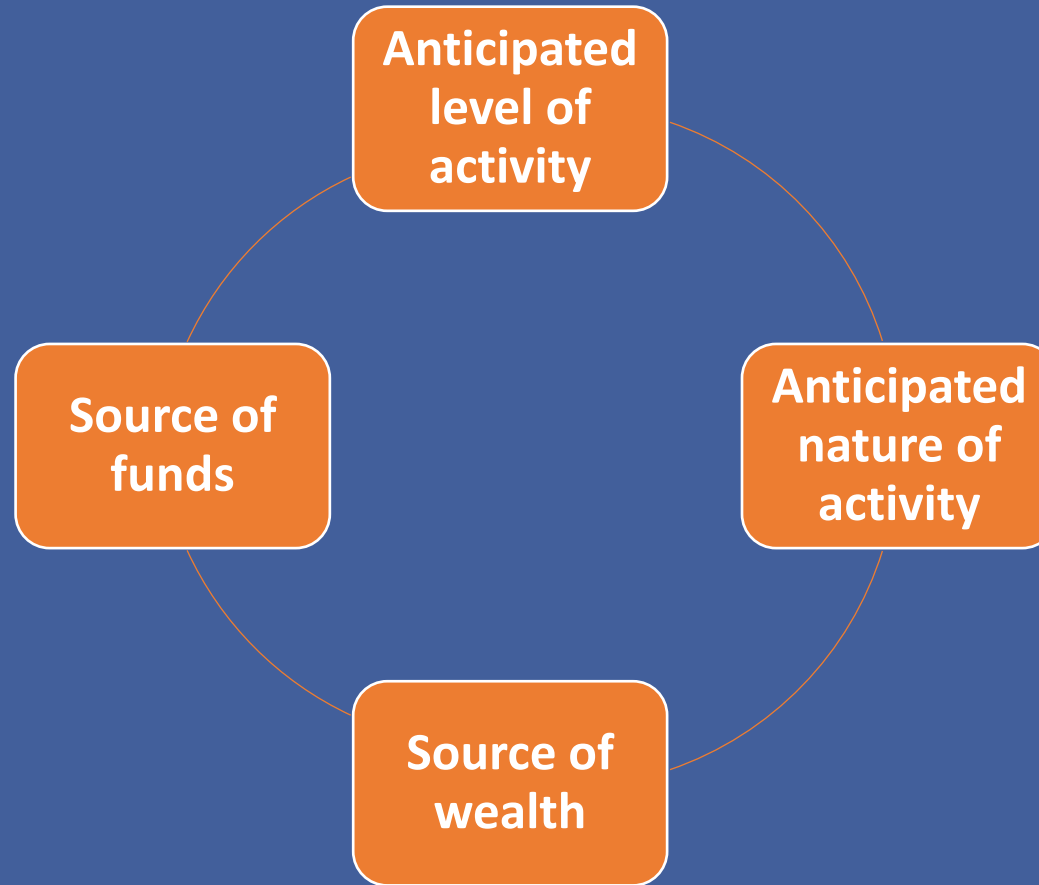 Anticipated
level of
activity
Anticipated
nature of
activity
Source of
wealth
Source of
funds